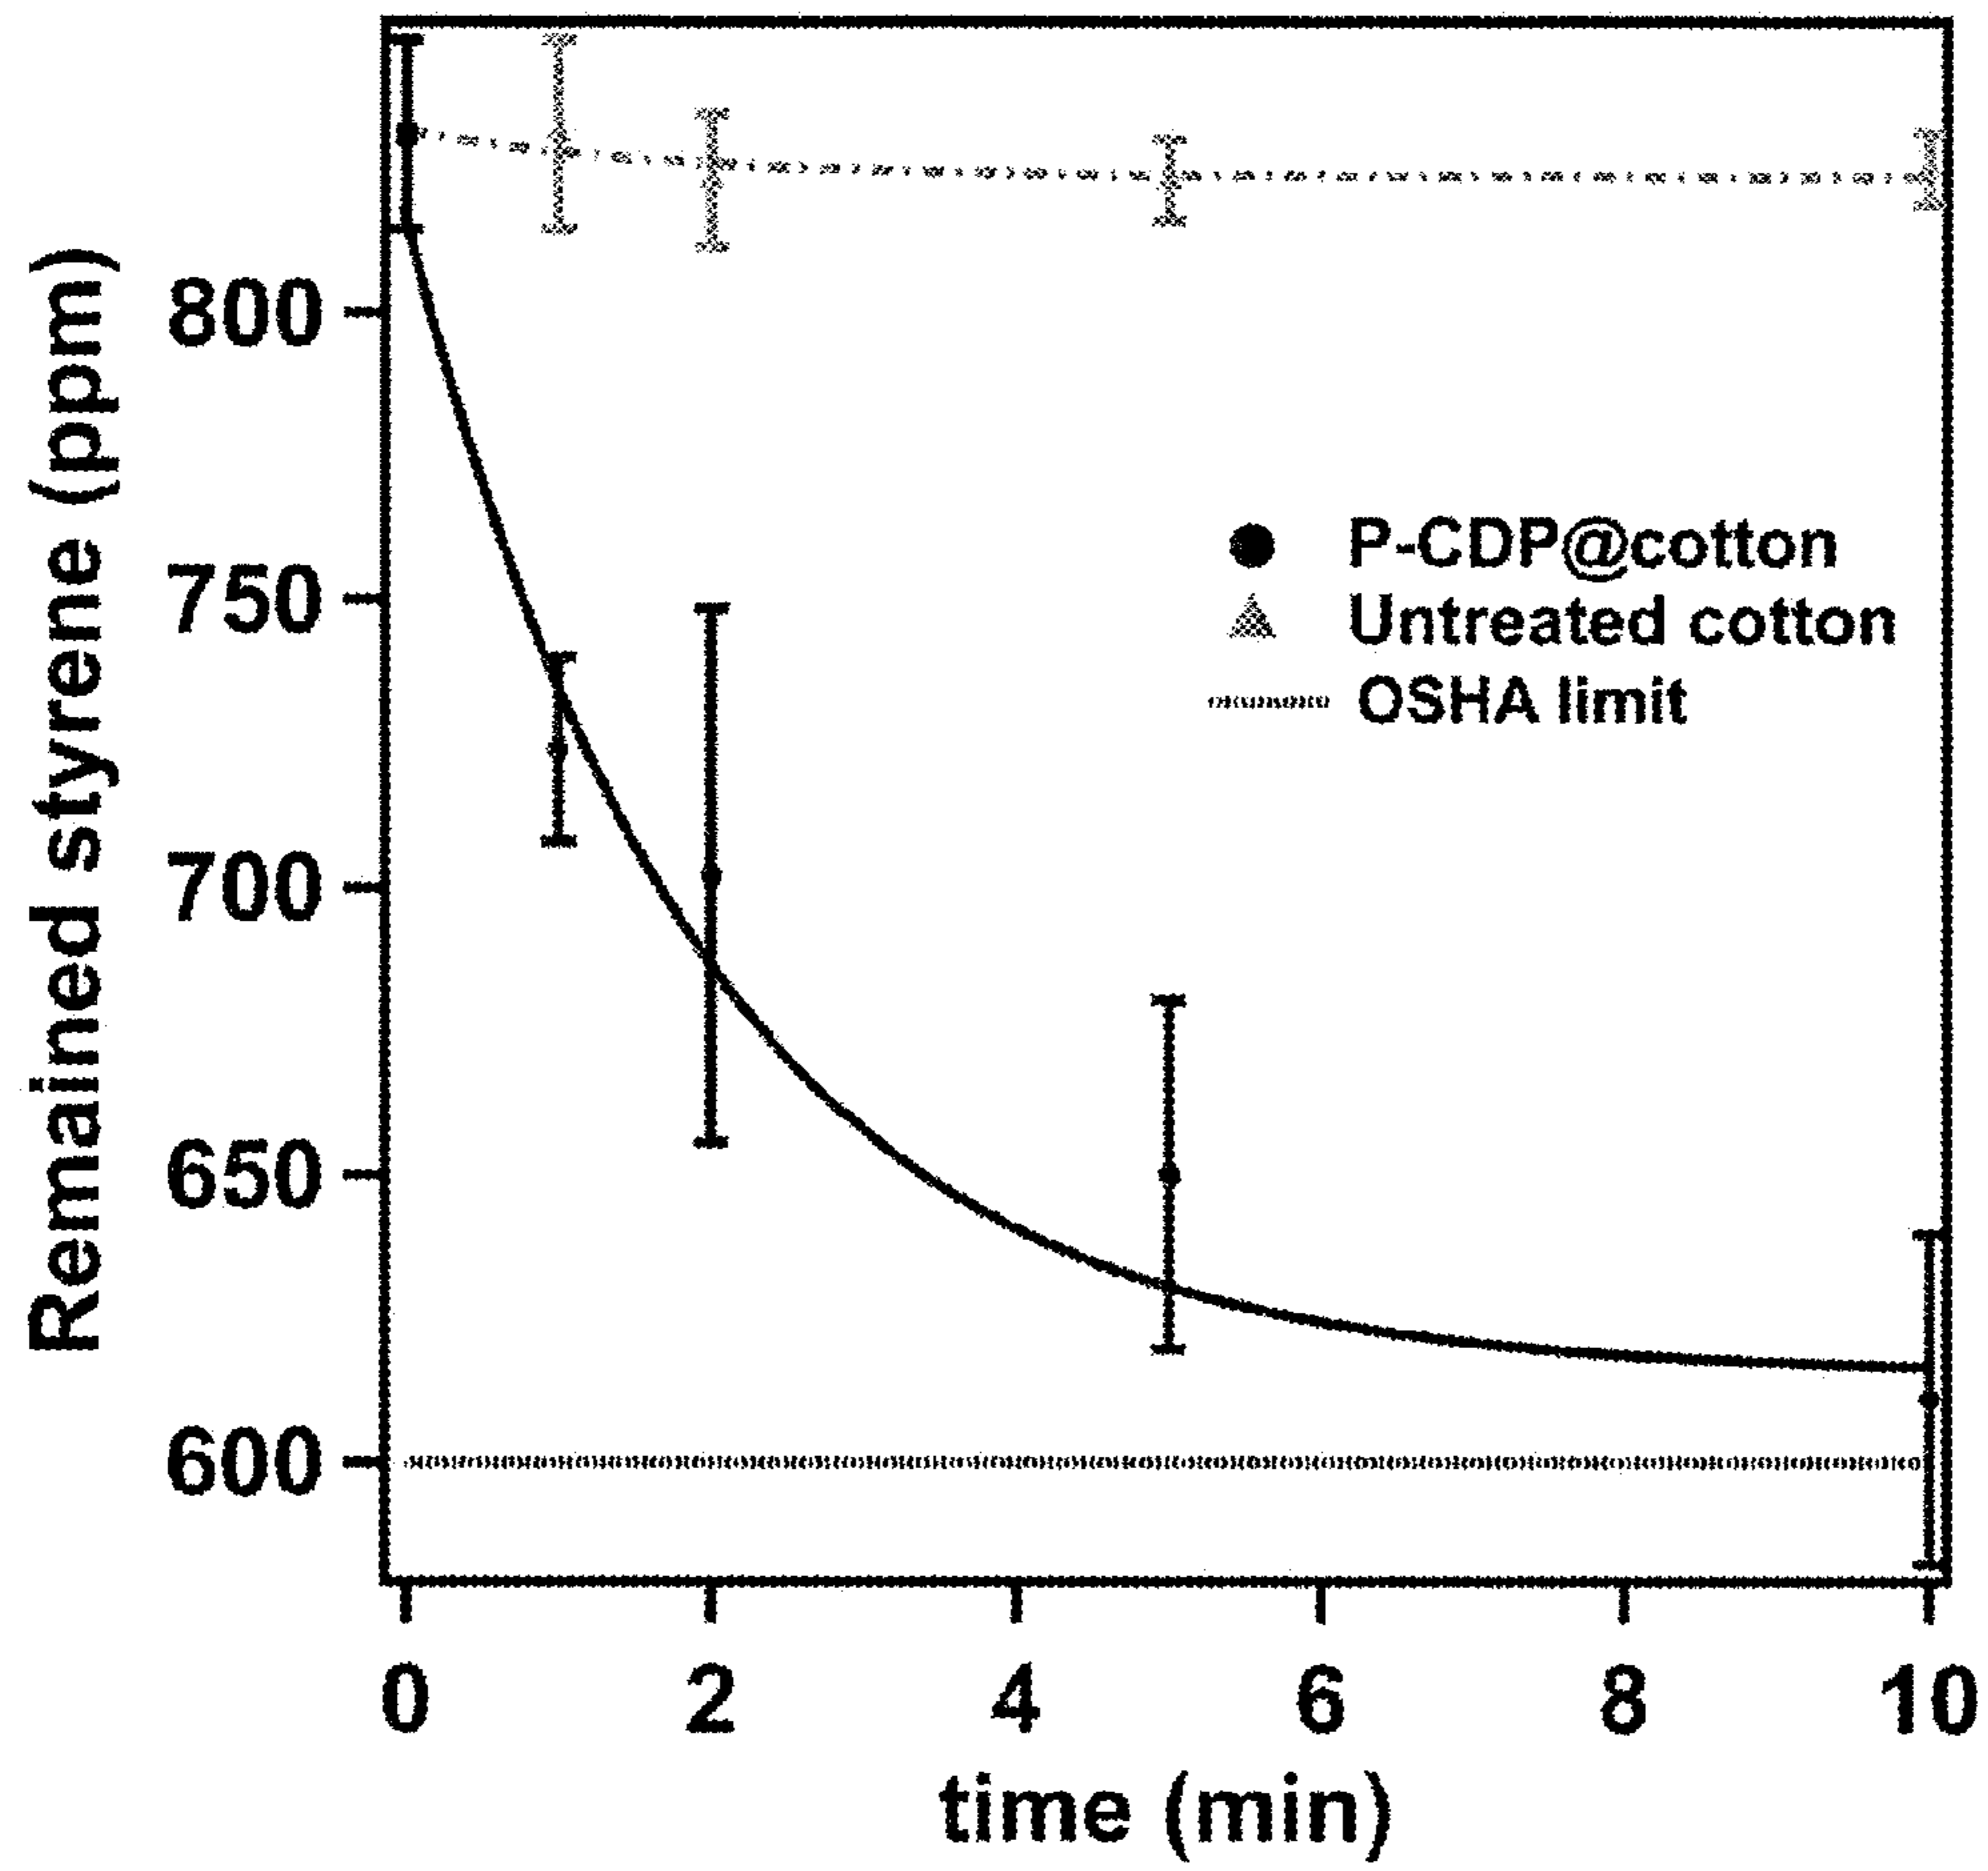 Remained styrene (ppm)
800
750
700
650
600
P-CDP@cotton
Untreated cotton
OSHA limit
0 2 4 6 8 10
time (min)